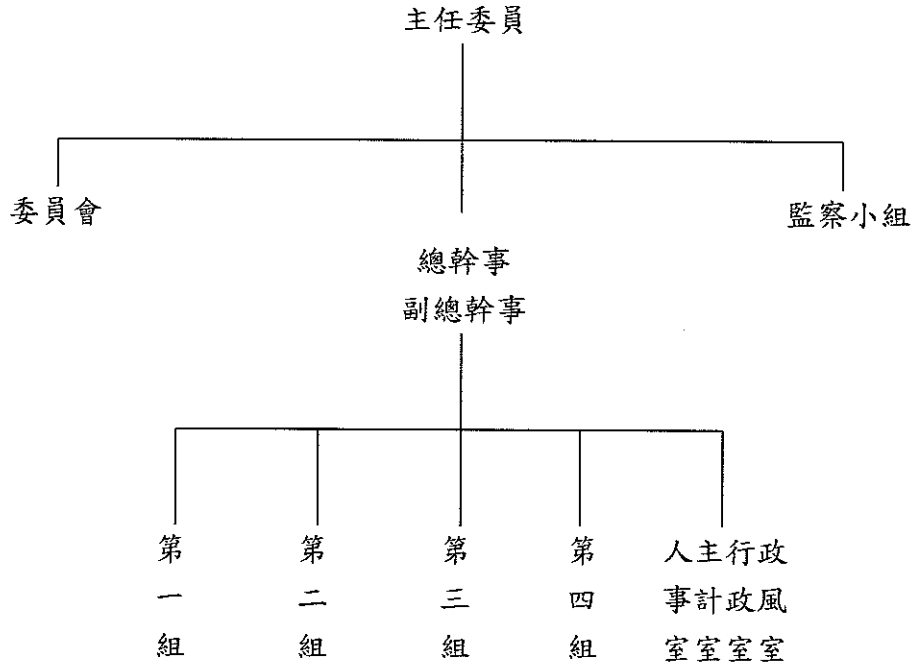 主任委員
委員會
監察小組
總幹事
副總幹事
第一組
第二組
第三組
第四組
人事室
主計室
行政室
政風室